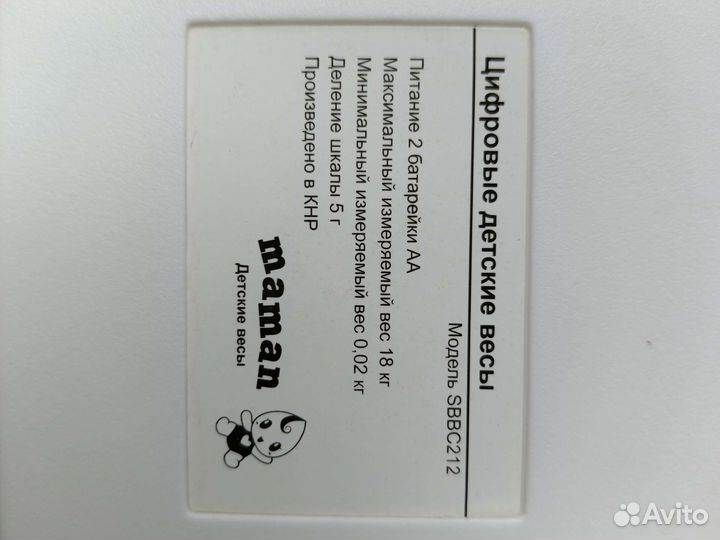 Цифровые детские весы
Модель SBBC212
Питание 2 батарейки АА
Максимальный измеряемый вес 18 кг
Минимальный измеряемый вес 0,02 кг
Деление шкалы 5 г
Произведено в КНР
maman
Детские весы
Avito